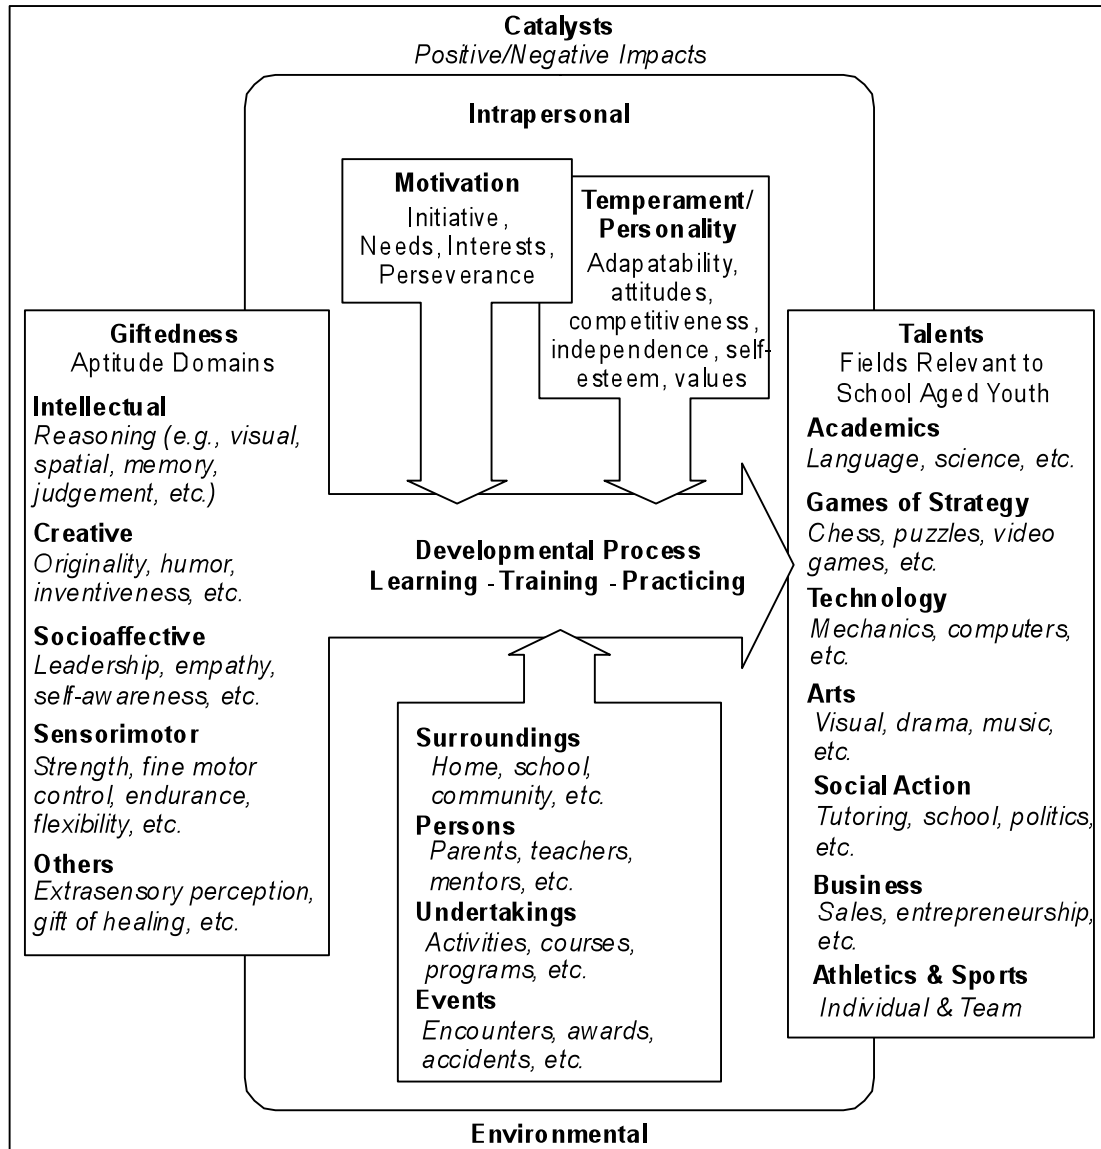 Catalysts
Positive/Negative Impacts
Intrapersonal
Motivation
Initiative,
Needs, Interests,
Perseverance
Temperament/
Personality
Adapatability,
attitudes,
competitiveness,
independence, self-
esteem, values
Giftedness
Aptitude Domains
Intellectual
Reasoning (e.g., visual,
spatial, memory,
judgement, etc.)
Creative
Originality, humor,
inventiveness, etc.
Socioaffective
Leadership, empathy,
self-awareness, etc.
Sensorimotor
Strength, fine motor
control, endurance,
flexibility, etc.
Others
Extrasensory perception,
gift of healing, etc.
Developmental Process
Learning - Training - Practicing
Surroundings
Home, school,
community, etc.
Persons
Parents, teachers,
mentors, etc.
Undertakings
Activities, courses,
programs, etc.
Events
Encounters, awards,
accidents, etc.
Talents
Fields Relevant to
School Aged Youth
Academics
Language, science, etc.
Games of Strategy
Chess, puzzles, video
games, etc.
Technology
Mechanics, computers,
etc.
Arts
Visual, drama, music,
etc.
Social Action
Tutoring, school, politics,
etc.
Business
Sales, entrepreneurship,
etc.
Athletics & Sports
Individual & Team
Environmental